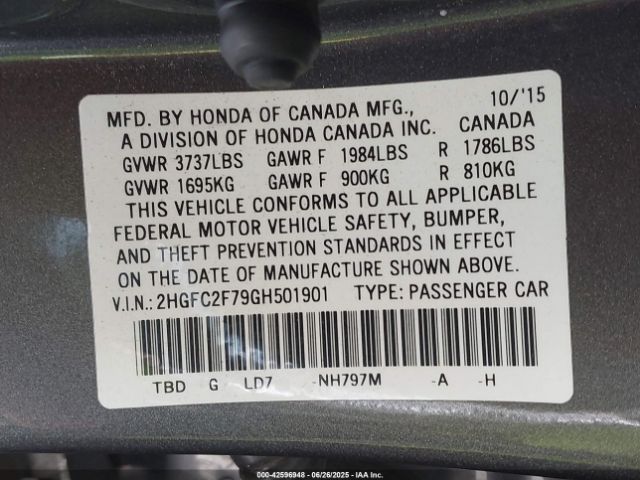 MFD. BY HONDA OF CANADA MFG., 10/'15
A DIVISION OF HONDA CANADA INC. CANADA
GVWR 3737LBS GAWR F 1984LBS R 1786LBS
GVWR 1695KG GAWR F 900KG R 810KG
THIS VEHICLE CONFORMS TO ALL APPLICABLE
FEDERAL MOTOR VEHICLE SAFETY, BUMPER,
AND THEFT PREVENTION STANDARDS IN EFFECT
ON THE DATE OF MANUFACTURE SHOWN ABOVE.
V.I.N.: 2HGFC2F79GH501901 TYPE: PASSENGER CAR
TBD G LD7 -NH797M -A -H
000-42596948 - 06/26/2025 - IAA Inc.